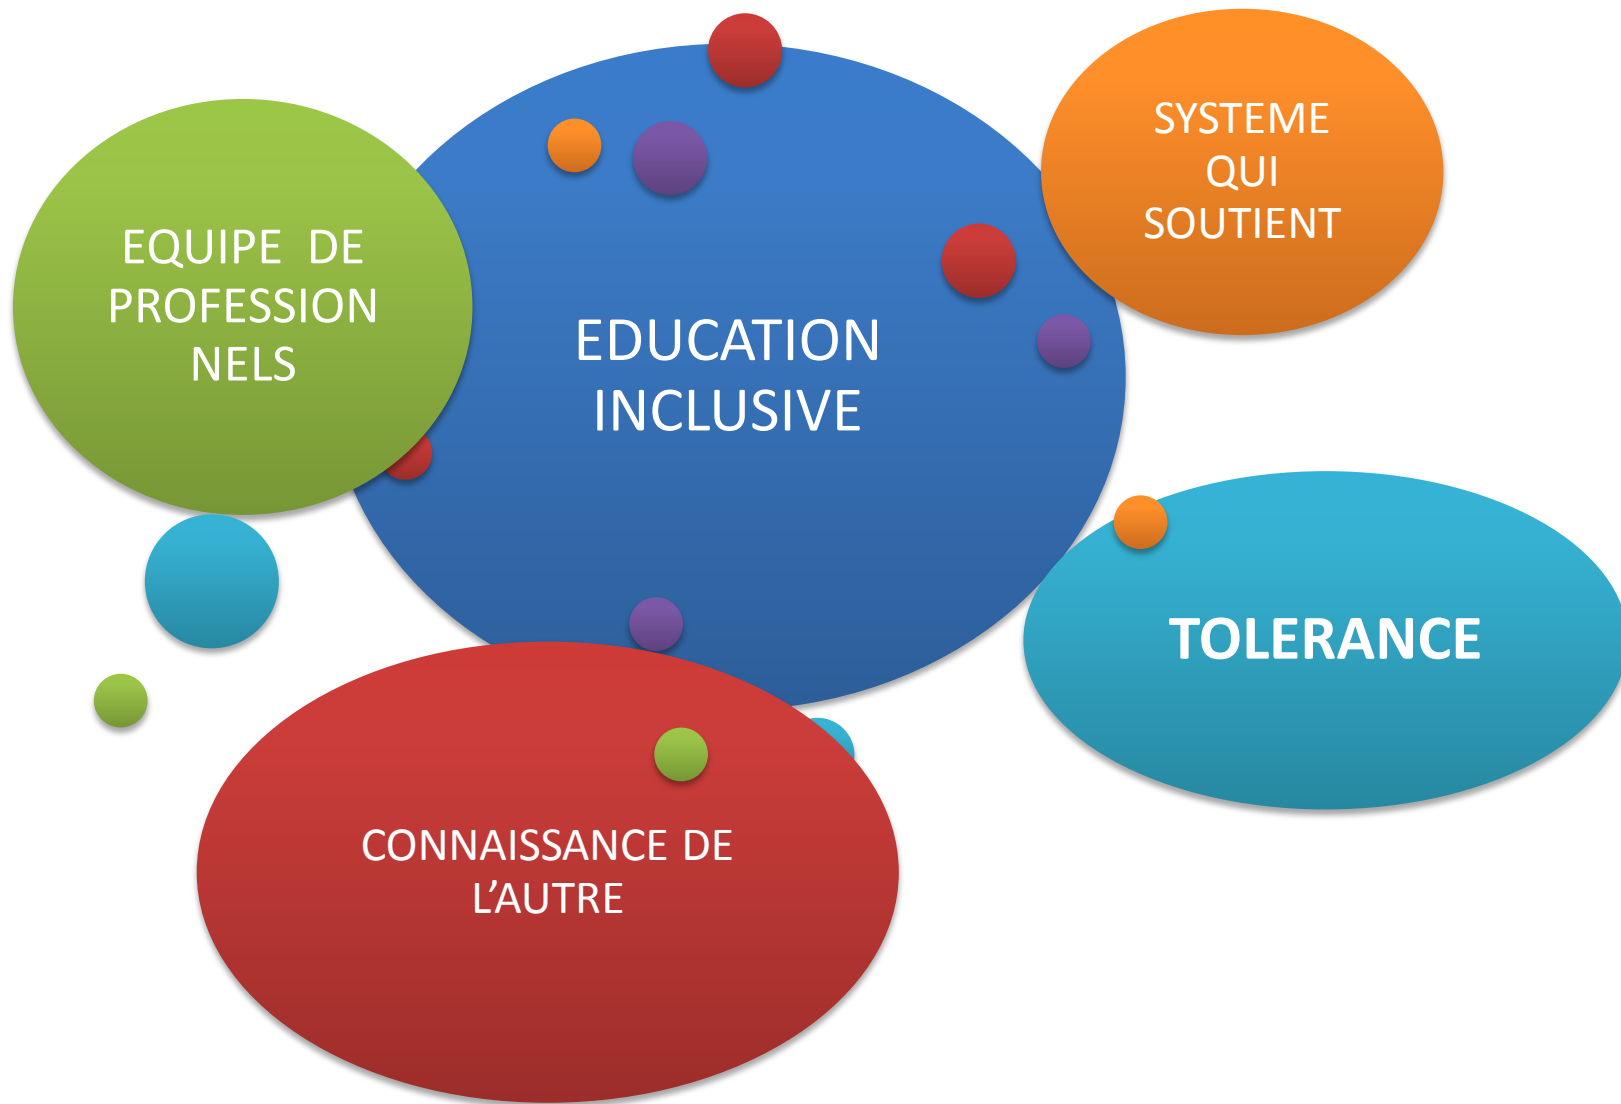 SYSTEME
QUI
SOUTIENT
EQUIPE  DE
PROFESSION
NELS
EDUCATION
INCLUSIVE
TOLERANCE
CONNAISSANCE DE
L’AUTRE